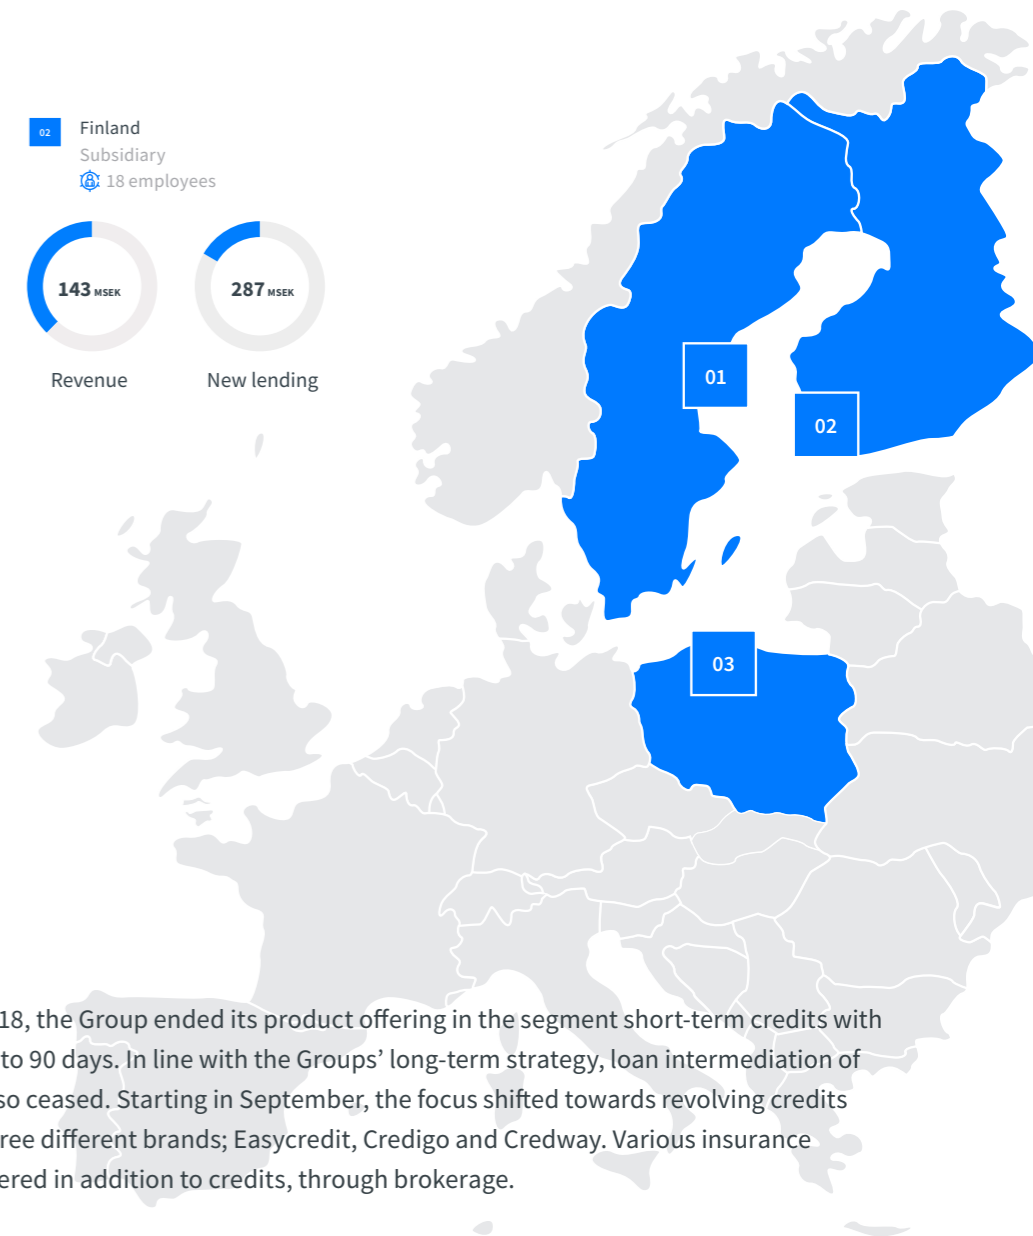 02
Finland
Subsidiary
18 employees
143 MSEK
287 MSEK
Revenue
New lending
01
02
03
18, the Group ended its product offering in the segment short-term credits with
to 90 days. In line with the Groups’ long-term strategy, loan intermediation of
so ceased. Starting in September, the focus shifted towards revolving credits
ree different brands; Easycredit, Credigo and Credway. Various insurance
ered in addition to credits, through brokerage.